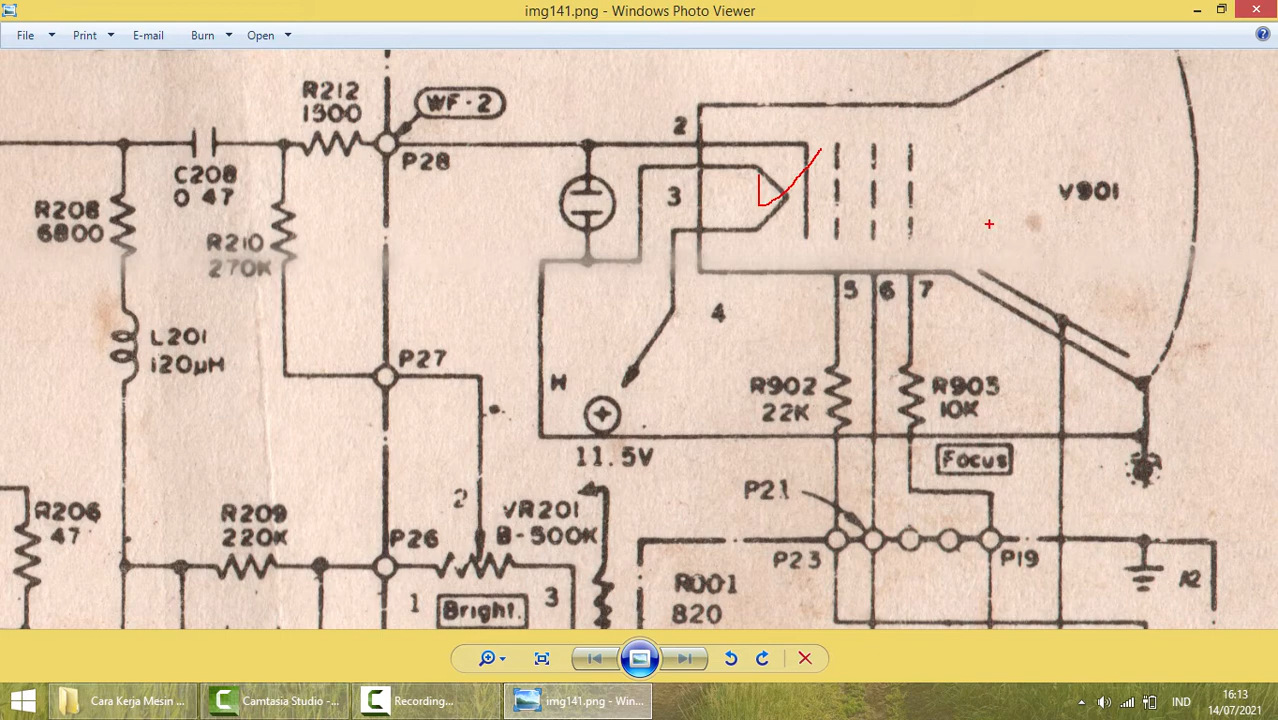 img141.png - Windows Photo Viewer
File Print E-mail Burn Open
R212
1300
WF-2
P28
2
C208
0 47
R208
6800
R210
270K
3
V901
L201
120µH
P27
4
5 6 7
H
11.5V
R902
22K
R903
10K
Focus
P21
R206
47
R209
220K
2
P26
VR201
B-500K
P23
P19
1
Bright.
3
R001
820
A2
Cara Kerja Mesin ...
Camtasia Studio -...
Recording...
img141.png - Win...
IND
16:13
14/07/2021